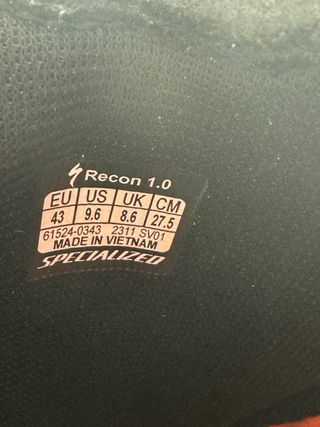 Recon 1.0
EU US UK CM
43 9.6 8.6 27.5
61524-0343 2311 SV01
MADE IN VIETNAM
SPECIALIZED